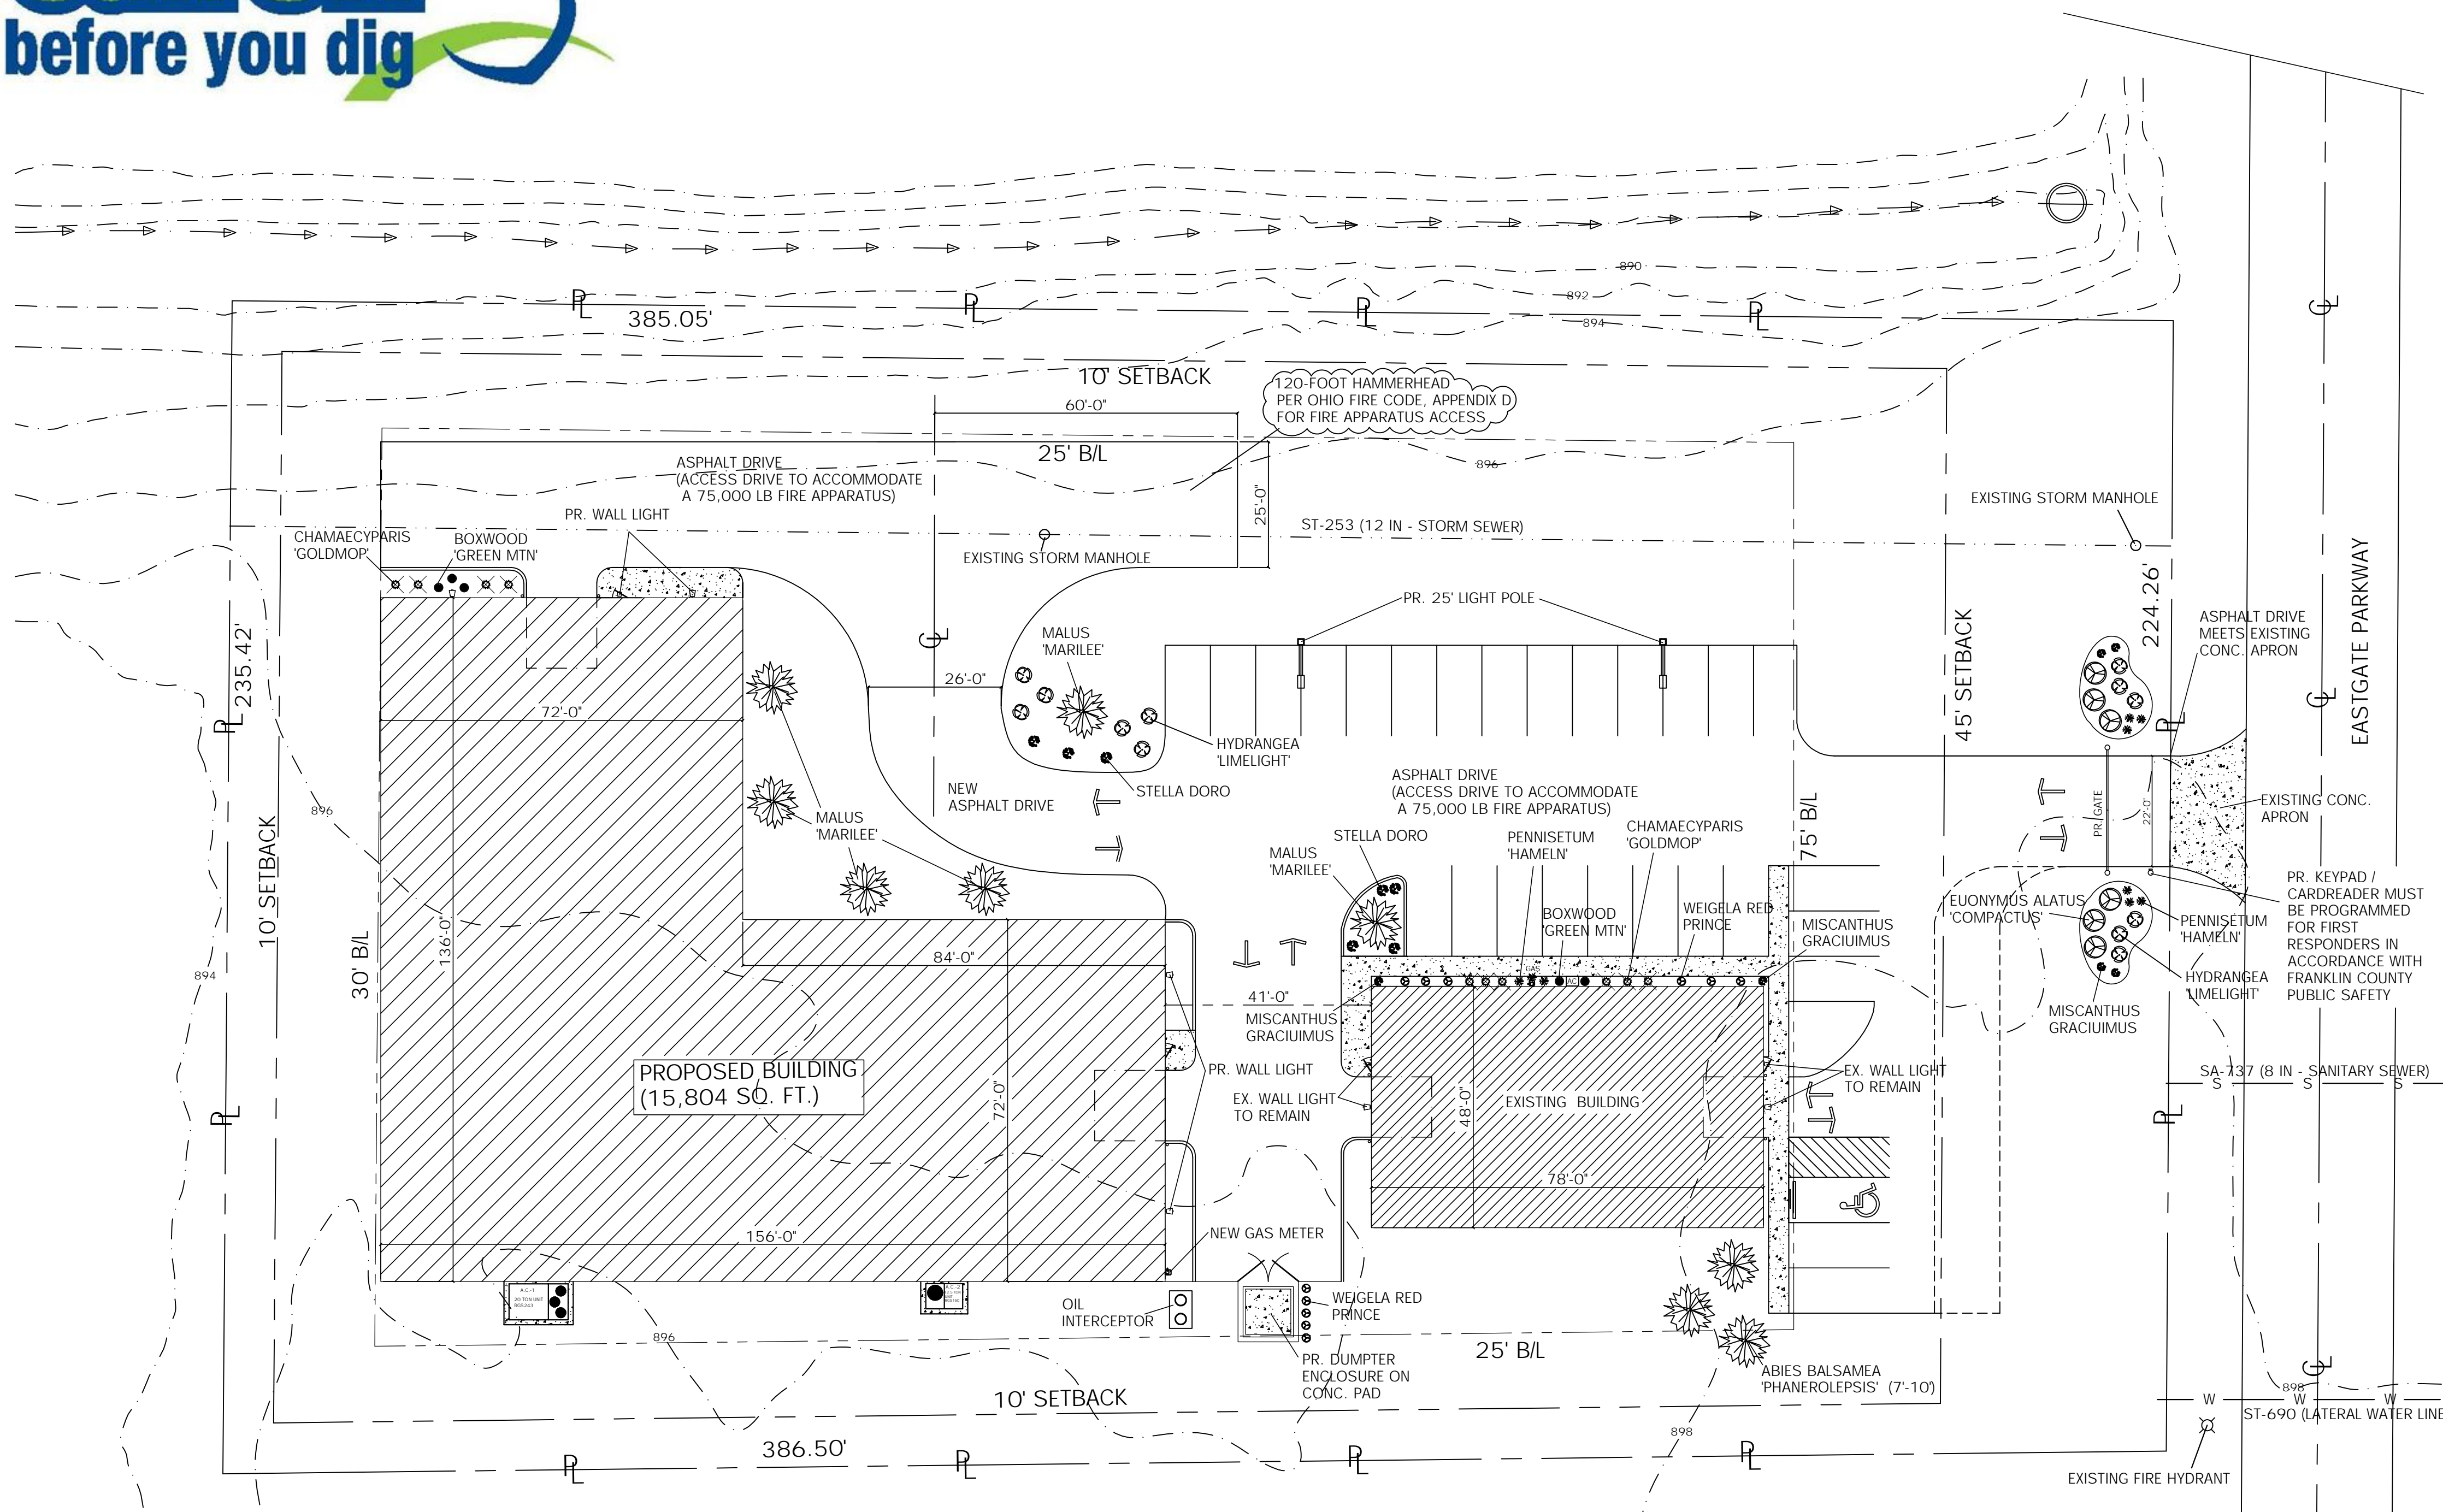 before you dig
890
892
894
385.05'
10' SETBACK
120-FOOT HAMMERHEAD
PER OHIO FIRE CODE, APPENDIX D
FOR FIRE APPARATUS ACCESS
60'-0"
25' B/L
ASPHALT DRIVE
(ACCESS DRIVE TO ACCOMMODATE
A 75,000 LB FIRE APPARATUS)
896
25'-0"
EXISTING STORM MANHOLE
PR. WALL LIGHT
ST-253 (12 IN - STORM SEWER)
CHAMAECYPARIS
'GOLDMOP'
BOXWOOD
'GREEN MTN'
EXISTING STORM MANHOLE
PR. 25' LIGHT POLE
224.26'
EASTGATE PARKWAY
ASPHALT DRIVE
MEETS EXISTING
CONC. APRON
235.42'
MALUS
'MARILEE'
45' SETBACK
26'-0"
72'-0"
HYDRANGEA
'LIMELIGHT'
STELLA DORO
NEW
ASPHALT DRIVE
ASPHALT DRIVE
(ACCESS DRIVE TO ACCOMMODATE
A 75,000 LB FIRE APPARATUS)
896
MALUS
'MARILEE'
75' B/L
PR. GATE
22'-0"
EXISTING CONC.
APRON
STELLA DORO
PENNISETUM
'HAMELN'
CHAMAECYPARIS
'GOLDMOP'
MALUS
'MARILEE'
10' SETBACK
PR. KEYPAD /
CARDREADER MUST
BE PROGRAMMED
FOR FIRST
RESPONDERS IN
ACCORDANCE WITH
FRANKLIN COUNTY
PUBLIC SAFETY
EUONYMUS ALATUS
'COMPACTUS'
PENNISETUM
'HAMELN'
BOXWOOD
'GREEN MTN'
WEIGELA RED
PRINCE
MISCANTHUS
GRACIUIMUS
136'-0"
30' B/L
84'-0"
894
GAS
AC
HYDRANGEA
'LIMELIGHT'
41'-0"
MISCANTHUS
GRACIUIMUS
MISCANTHUS
GRACIUIMUS
PROPOSED BUILDING
(15,804 SQ. FT.)
PR. WALL LIGHT
EX. WALL LIGHT
TO REMAIN
72'-0"
EX. WALL LIGHT
TO REMAIN
48'-0"
EXISTING BUILDING
SA-737 (8 IN - SANITARY SEWER)
S S S
78'-0"
156'-0"
NEW GAS METER
A.C.-1
20 TON UNIT
OIL
INTERCEPTOR
WEIGELA RED
PRINCE
896
25' B/L
PR. DUMPTER
ENCLOSURE ON
CONC. PAD
ABIES BALSAMEA
'PHANEROLEPSIS' (7'-10')
10' SETBACK
898
W W W
ST-690 (LATERAL WATER LINE
386.50'
898
EXISTING FIRE HYDRANT